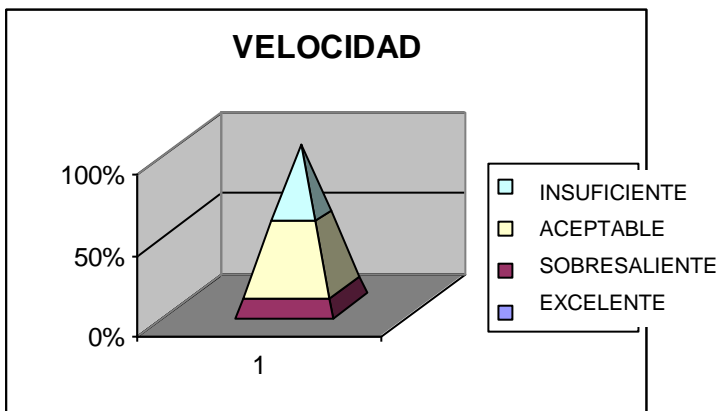 VELOCIDAD
100%
50%
0%
1
INSUFICIENTE
ACEPTABLE
SOBRESALIENTE
EXCELENTE